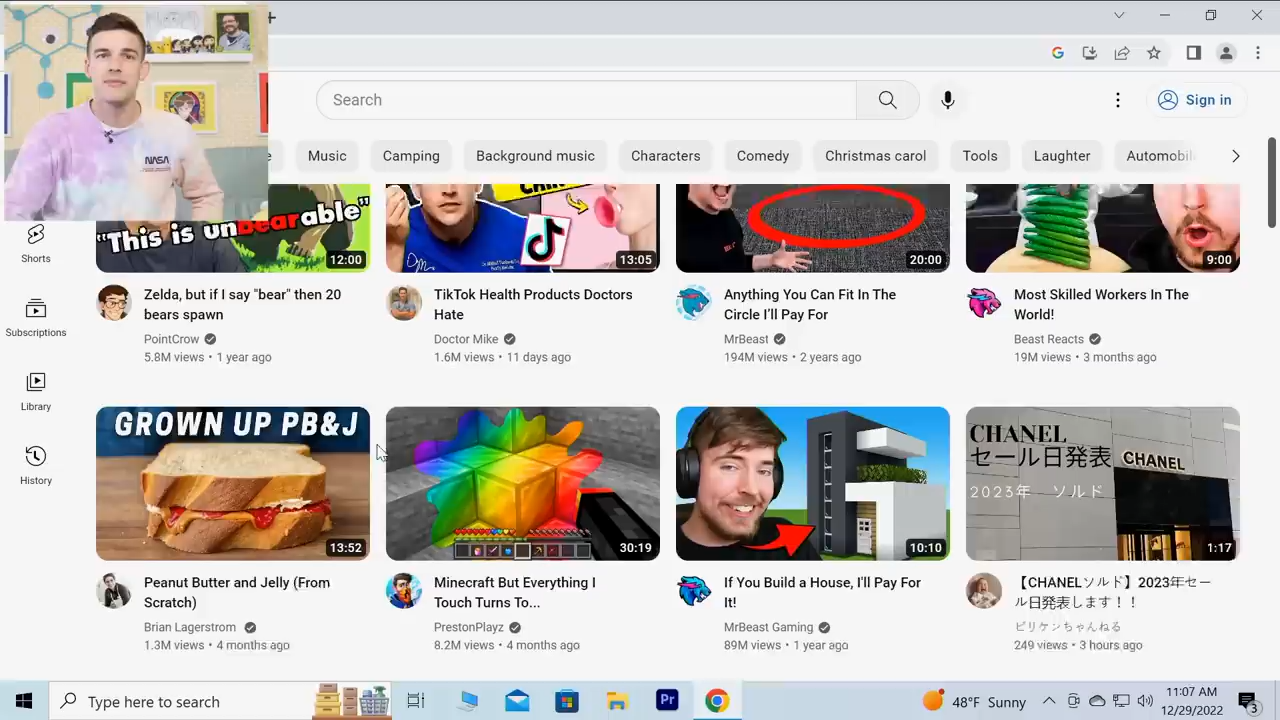 NASA
Search
Sign in
Music
Camping
Background music
Characters
Comedy
Christmas carol
Tools
Laughter
Automobil
Shorts
Subscriptions
Library
History
"This is unbearable"
12:00
Zelda, but if I say "bear" then 20
bears spawn
PointCrow
5.8M views • 1 year ago
13:05
TikTok Health Products Doctors
Hate
Doctor Mike
1.6M views • 11 days ago
20:00
Anything You Can Fit In The
Circle I'll Pay For
MrBeast
194M views • 2 years ago
9:00
Most Skilled Workers In The
World!
Beast Reacts
19M views • 3 months ago
GROWN UP PB&J
13:52
Peanut Butter and Jelly (From
Scratch)
Brian Lagerstrom
1.3M views • 4 months ago
30:19
Minecraft But Everything I
Touch Turns To...
PrestonPlayz
8.2M views • 4 months ago
10:10
If You Build a House, I'll Pay For
It!
MrBeast Gaming
89M views • 1 year ago
CHANEL
セール日発表
2023年 ソルド
CHANEL
1:17
【CHANELソルド】2023年セー
ル日発表します！！
ビリケンちゃんねる
249 views • 3 hours ago
Type here to search
Pr
48°F Sunny
11:07 AM
12/29/2022
3